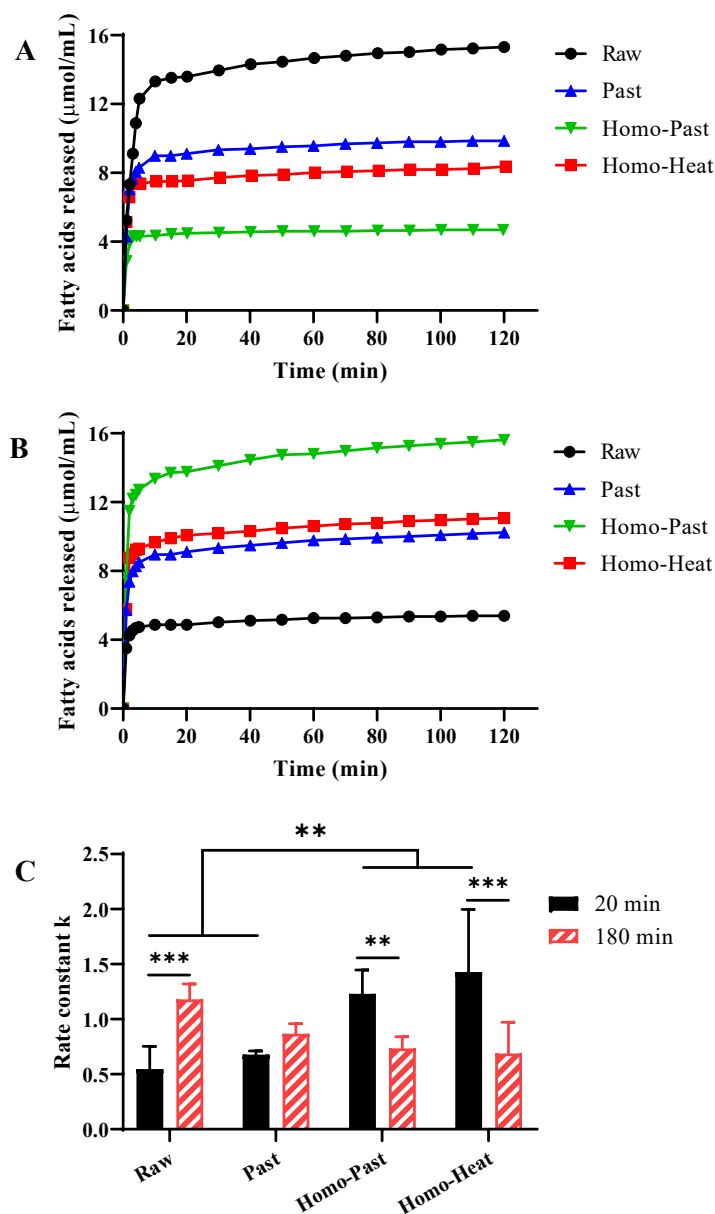 A
Fatty acids released (μmol/mL)
16
12
8
4
0
0 20 40 60 80 100 120
Time (min)
Raw
Past
Homo-Past
Homo-Heat
B
Fatty acids released (μmol/mL)
16
12
8
4
0
0 20 40 60 80 100 120
Time (min)
Raw
Past
Homo-Past
Homo-Heat
C
Rate constant k
2.5
2.0
1.5
1.0
0.5
0.0
**
***
**
***
Raw Past Homo-Past Homo-Heat
20 min
180 min